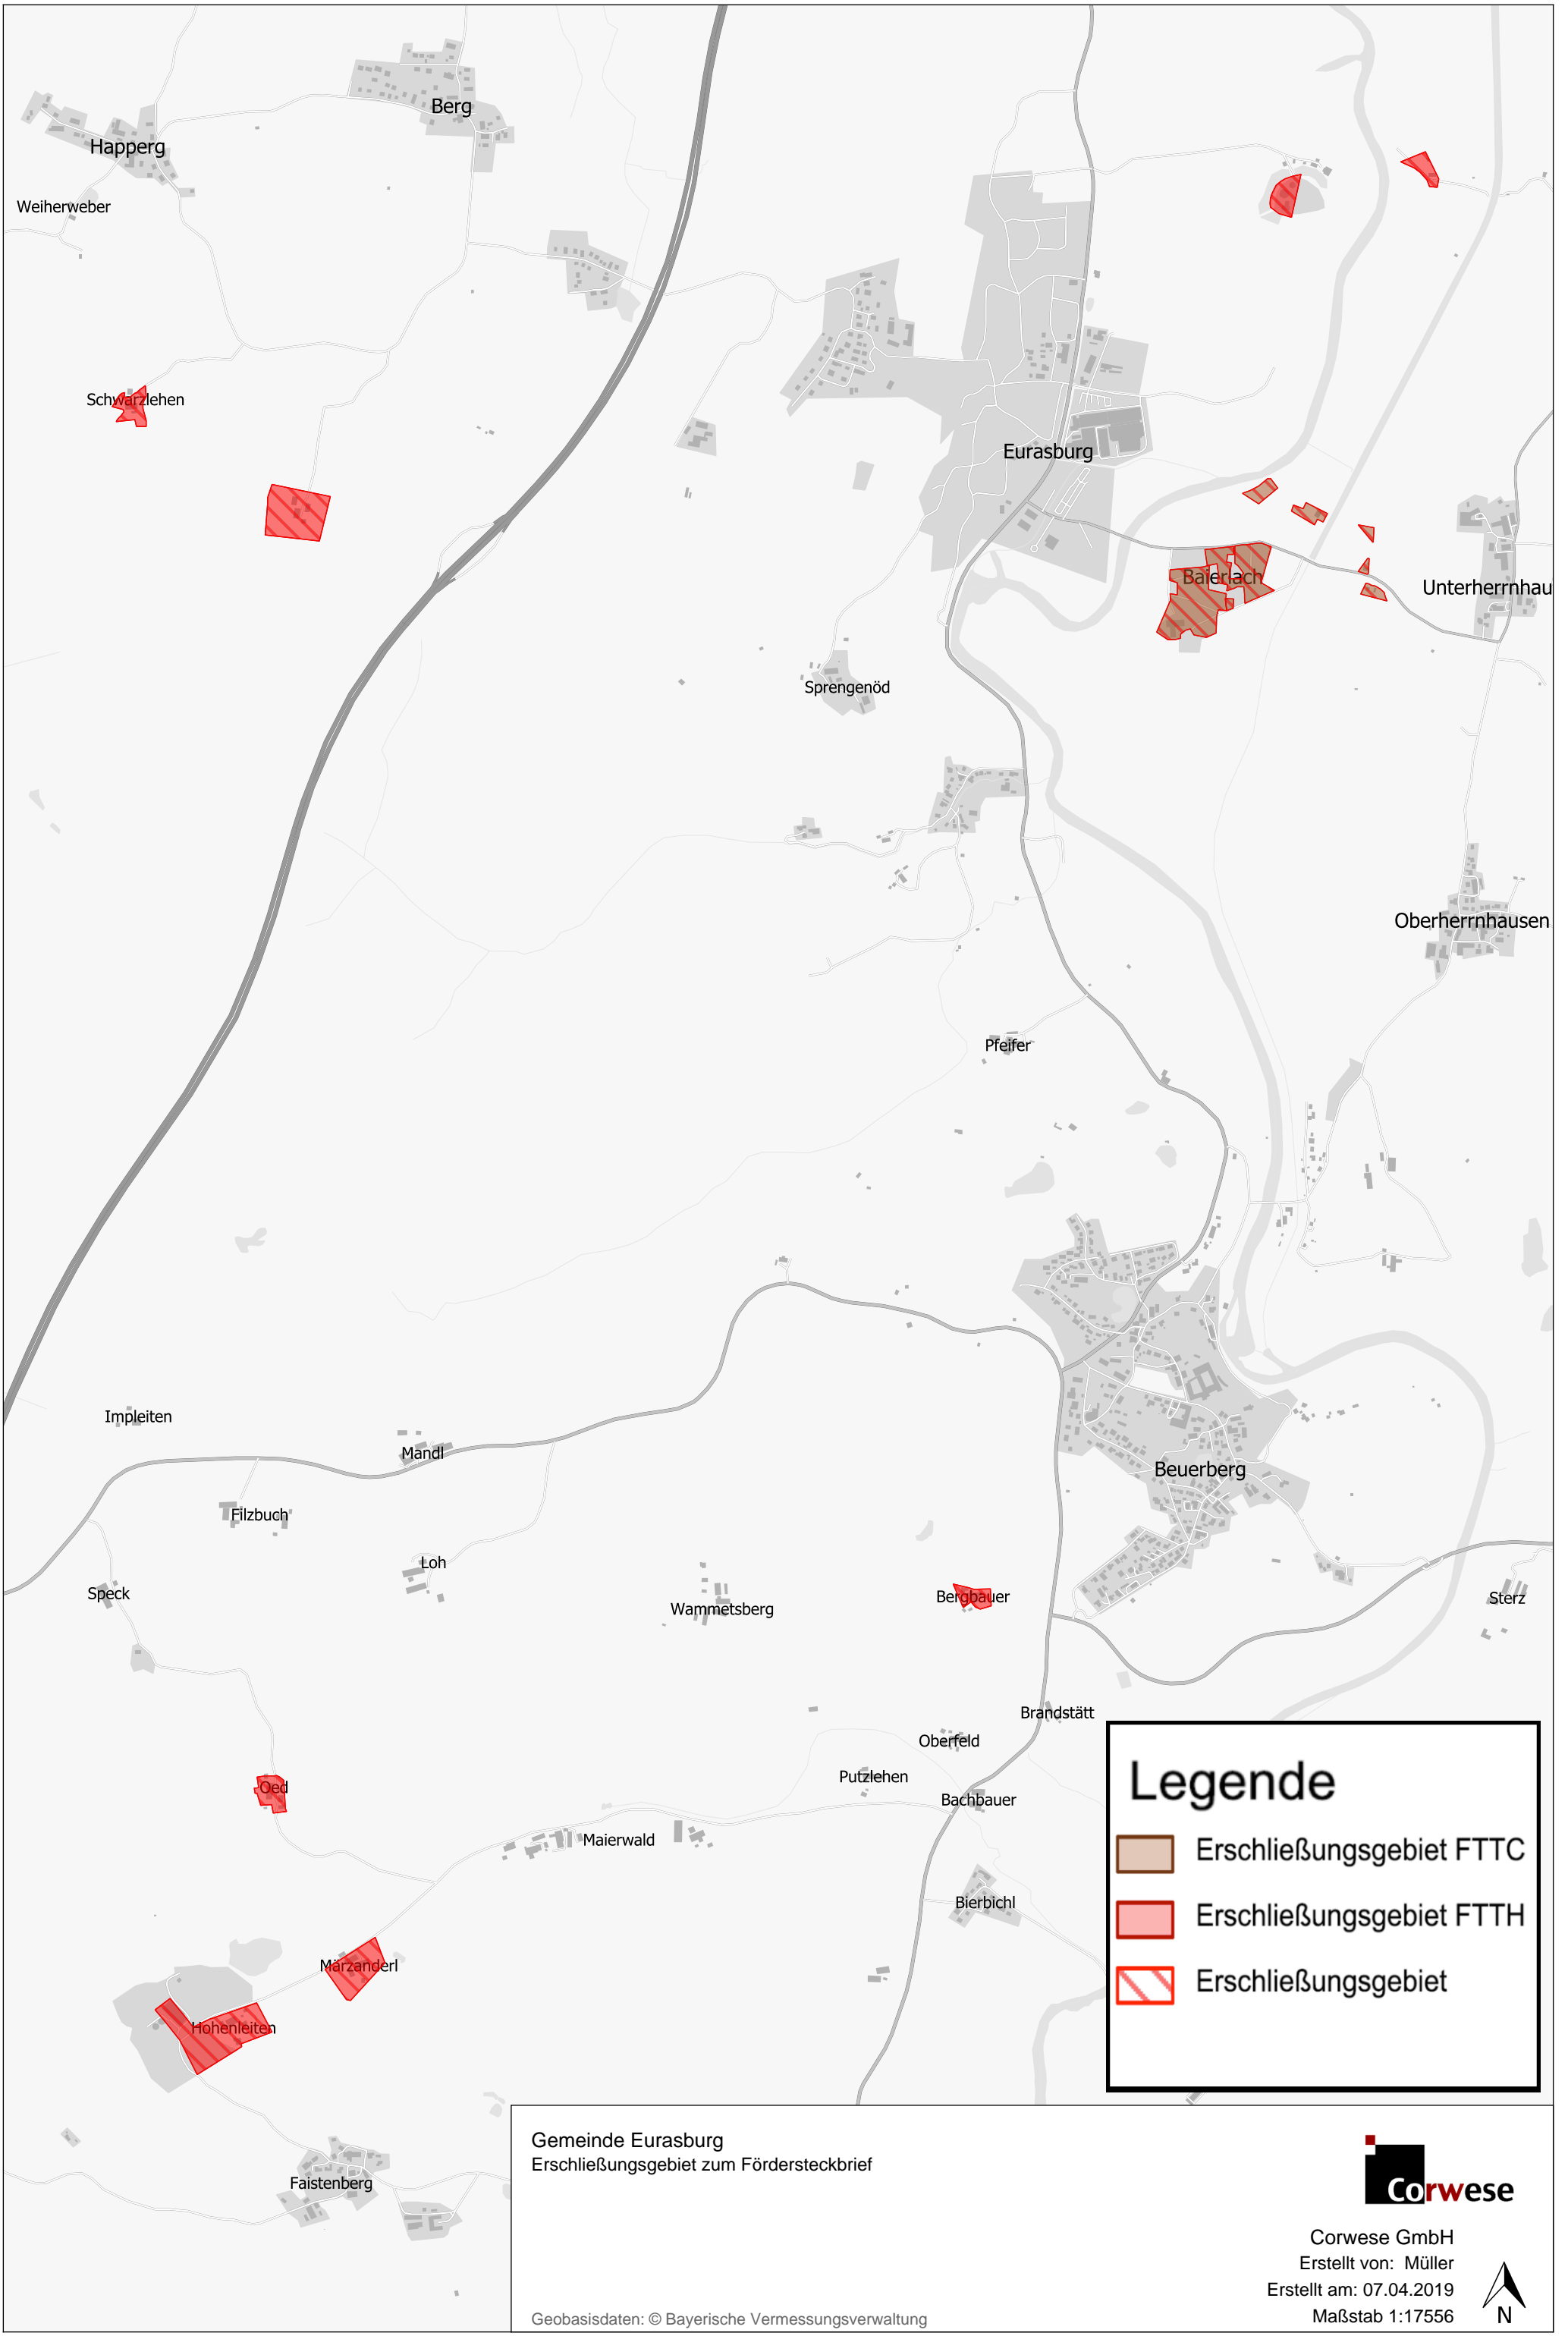 Berg
Happerg
Weiherweber
Schwarzlehen
Eurasburg
Baierlach
Unterherrnhau
Sprengenöd
Oberherrnhausen
Pfeifer
Impleiten
Mandl
Beuerberg
Filzbuch
Loh
Speck
Bergbauer
Sterz
Wammetsberg
Brandstätt
Oberfeld
Putzlehen
Oed
Bachbauer
Maierwald
Bierbichl
Märzanderl
Hohenleiten
Faistenberg
Legende
Erschließungsgebiet FTTC
Erschließungsgebiet FTTH
Erschließungsgebiet
Gemeinde Eurasburg
Erschließungsgebiet zum Fördersteckbrief
Corwese
Corwese GmbH
Erstellt von: Müller
Erstellt am: 07.04.2019
Maßstab 1:17556
N
Geobasisdaten: © Bayerische Vermessungsverwaltung